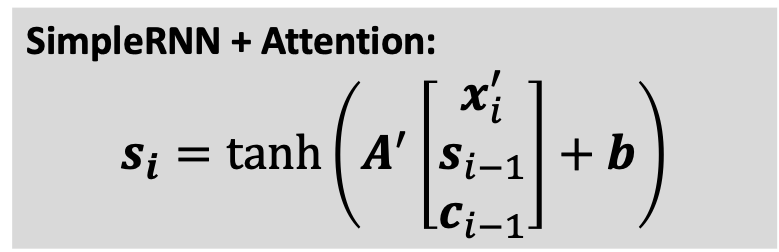 SimpleRNN + Attention:
s_i = tanh(A′ [x′_i; s_{i−1}; c_{i−1}] + b)